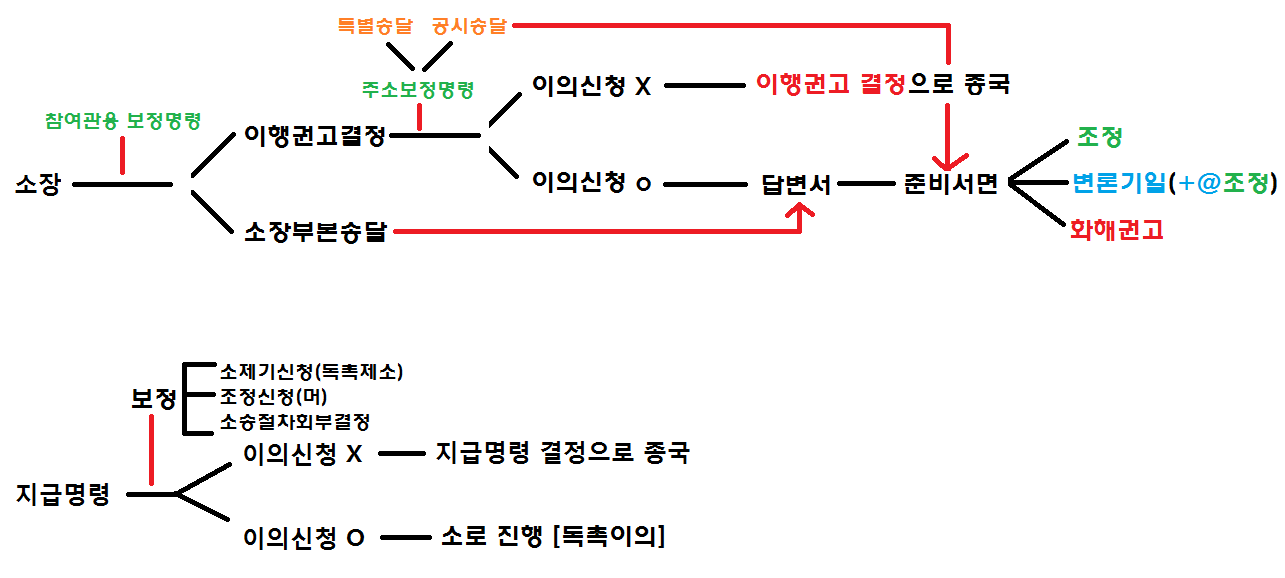 특별송달 공시송달
주소보정명령
이의신청 X 이행권고 결정으로 종국
참여관용 보정명령
이행권고결정
조정
소장
이의신청 o 답변서 준비서면 변론기일(+@조정)
소장부본송달
화해권고
소제기신청(독촉제소)
보정
조정신청(머)
소송절차회부결정
이의신청 X 지급명령 결정으로 종국
지급명령
이의신청 O 소로 진행 [독촉이의]